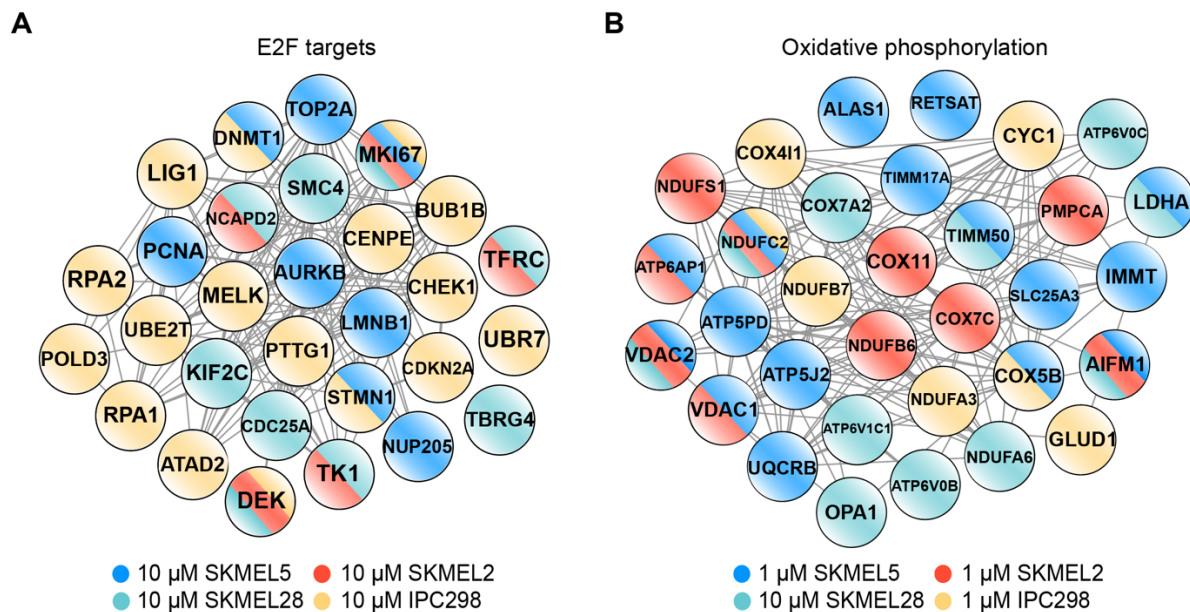 A
E2F targets
TOP2A
DNMT1
MKI67
LIG1
SMC4
NCAPD2
BUB1B
CENPE
PCNA
TFRC
AURKB
RPA2
MELK
CHEK1
LMNB1
UBE2T
UBR7
PTTG1
POLD3
CDKN2A
KIF2C
STMN1
RPA1
TBRG4
CDC25A
NUP205
ATAD2
TK1
DEK
10 µM SKMEL5
10 µM SKMEL2
10 µM SKMEL28
10 µM IPC298
B
Oxidative phosphorylation
RETSAT
ALAS1
ATP6V0C
CYC1
COX4I1
TIMM17A
NDUFS1
LDHA
COX7A2
PMPCA
TIMM50
NDUFC2
COX11
ATP6AP1
IMMT
NDUFB7
SLC25A3
COX7C
ATP5PD
NDUFB6
VDAC2
AIFM1
ATP5J2
COX5B
NDUFA3
VDAC1
ATP6V1C1
GLUD1
NDUFA6
UQCRB
ATP6V0B
OPA1
1 µM SKMEL5
1 µM SKMEL2
10 µM SKMEL28
1 µM IPC298